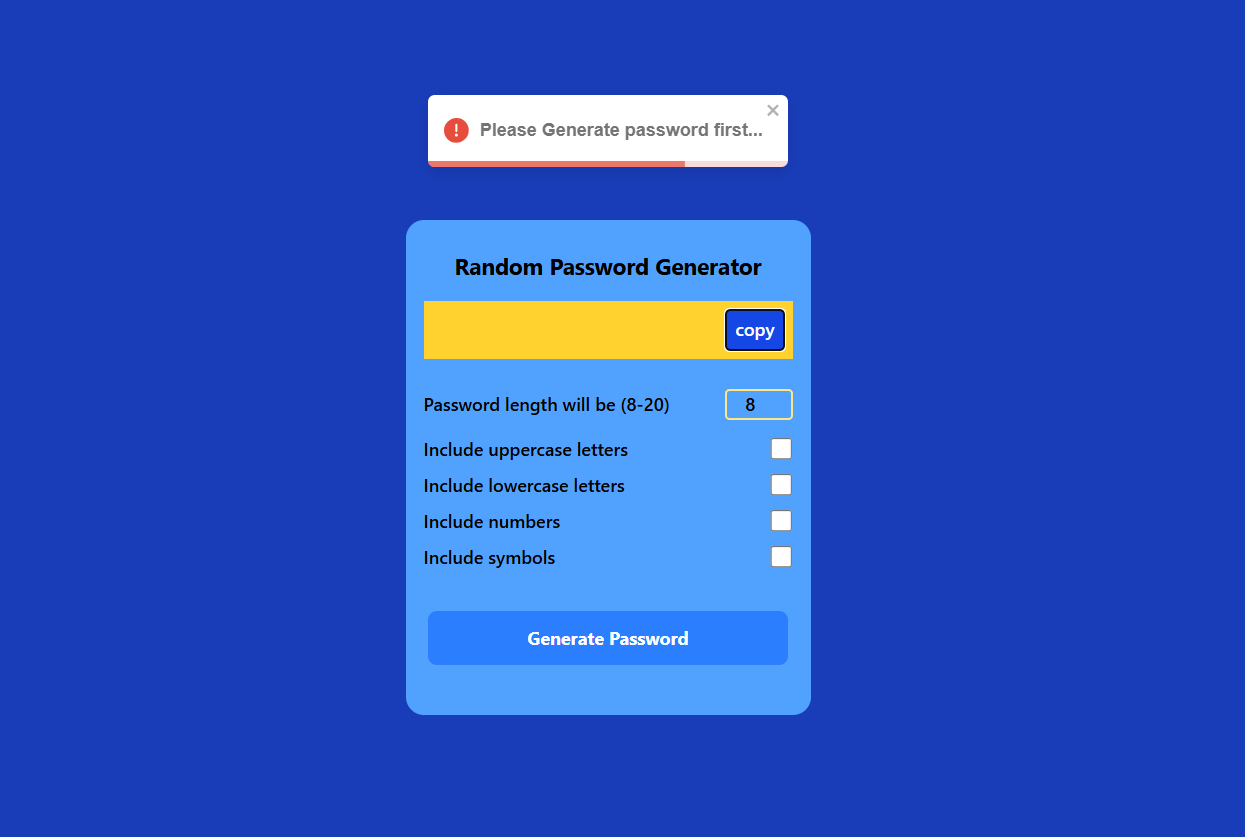 Please Generate password first...
Random Password Generator
copy
Password length will be (8-20) 8
Include uppercase letters
Include lowercase letters
Include numbers
Include symbols
Generate Password